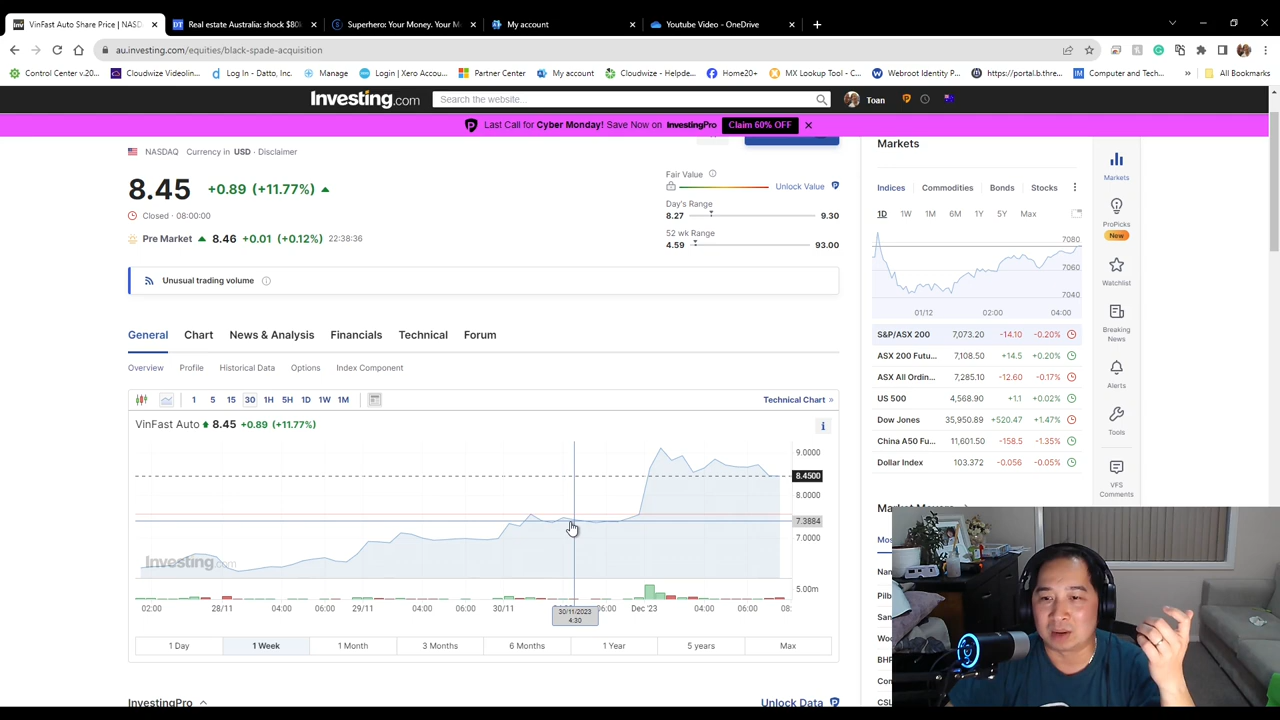 VinFast Auto Share Price | NASD
Real estate Australia: shock $80k
Superhero: Your Money. Your M
My account
Youtube Video - OneDrive
au.investing.com/equities/black-spade-acquisition
Control Center v.20...
Cloudwize Videolin...
Log In - Datto, Inc.
Manage
Login | Xero Accou...
Partner Center
My account
Cloudwize - Helpde...
Home20+
MX Lookup Tool - C...
Webroot Identity P...
https://portal.b.thre...
Computer and Tech...
»
All Bookmarks
Investing.com
Search the website...
Toan
Last Call for Cyber Monday! Save Now on InvestingPro
Claim 60% OFF
NASDAQ Currency in USD · Disclaimer
8.45 +0.89 (+11.77%)
Closed · 08:00:00
Pre Market 8.46 +0.01 (+0.12%) 22:38:36
Fair Value
Unlock Value
Day's Range
8.27 9.30
52 wk Range
4.59 93.00
Unusual trading volume
General Chart News & Analysis Financials Technical Forum
Overview Profile Historical Data Options Index Component
1 5 15 30 1H 5H 1D 1W 1M
Technical Chart »
VinFast Auto 8.45 +0.89 (+11.77%)
9.0000
8.4500
8.0000
7.3884
7.0000
Investing.com
5.00m
02:00 28/11 04:00 06:00 29/11 04:00 06:00 30/11 06:00 Dec '23 04:00 06:00 08:
30/11/2023
4:30
1 Day 1 Week 1 Month 3 Months 6 Months 1 Year 5 years Max
InvestingPro
Unlock Data
Markets
Indices Commodities Bonds Stocks
1D 1W 1M 6M 1Y 5Y Max
7080
7060
7040
01/12 02:00 04:00
S&P/ASX 200 7,073.20 -14.10 -0.20%
ASX 200 Futu... 7,108.50 +14.5 +0.20%
ASX All Ordin... 7,285.10 -12.60 -0.17%
US 500 4,568.90 +1.1 +0.02%
Dow Jones 35,950.89 +520.47 +1.47%
China A50 Fu... 11,601.50 -158.5 -1.35%
Dollar Index 103.372 -0.056 -0.05%
Mos
Nan
Pilb
San
Woo
BHP
Con
CSL
Markets
ProPicks
New
Watchlist
Breaking
News
Alerts
Tools
VFS
Comments